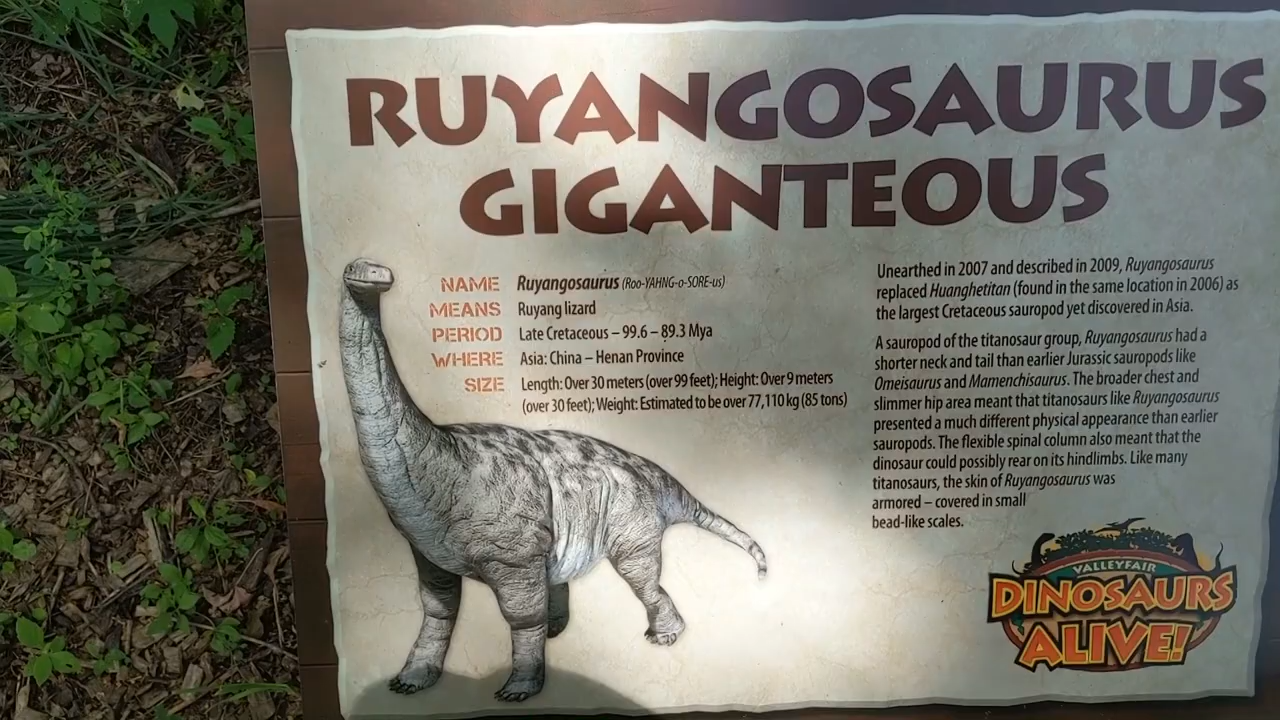 RUYANGOSAURUS
GIGANTEOUS
NAME Ruyangosaurus (Roo-YAHNG-o-SORE-us)
MEANS Ruyang lizard
PERIOD Late Cretaceous – 99.6 – 89.3 Mya
WHERE Asia: China – Henan Province
SIZE Length: Over 30 meters (over 99 feet); Height: Over 9 meters
(over 30 feet); Weight: Estimated to be over 77,110 kg (85 tons)
Unearthed in 2007 and described in 2009, Ruyangosaurus
replaced Huanghetitan (found in the same location in 2006) as
the largest Cretaceous sauropod yet discovered in Asia.
A sauropod of the titanosaur group, Ruyangosaurus had a
shorter neck and tail than earlier Jurassic sauropods like
Omeisaurus and Mamenchisaurus. The broader chest and
slimmer hip area meant that titanosaurs like Ruyangosaurus
presented a much different physical appearance than earlier
sauropods. The flexible spinal column also meant that the
dinosaur could possibly rear on its hindlimbs. Like many
titanosaurs, the skin of Ruyangosaurus was
armored – covered in small
bead-like scales.
VALLEYFAIR
DINOSAURS
ALIVE!